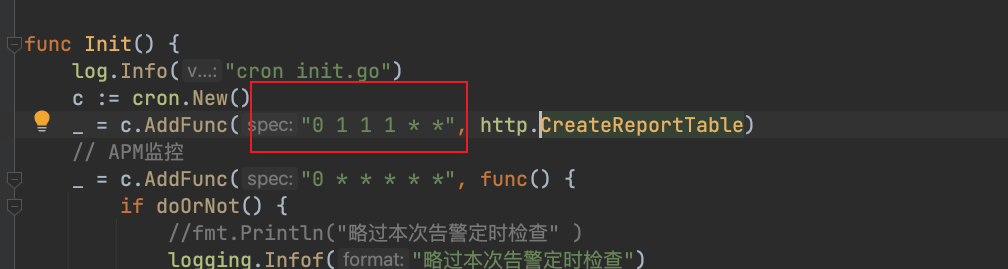 func Init() {
log.Info( v...: "cron init.go")
c := cron.New()
_ = c.AddFunc( spec: "0 1 1 1 * *", http.CreateReportTable)
// APM监控
_ = c.AddFunc( spec: "0 * * * * *", func() {
if doOrNot() {
//fmt.Println("略过本次告警定时检查" )
logging.Infof( format: "略过本次告警定时检查")